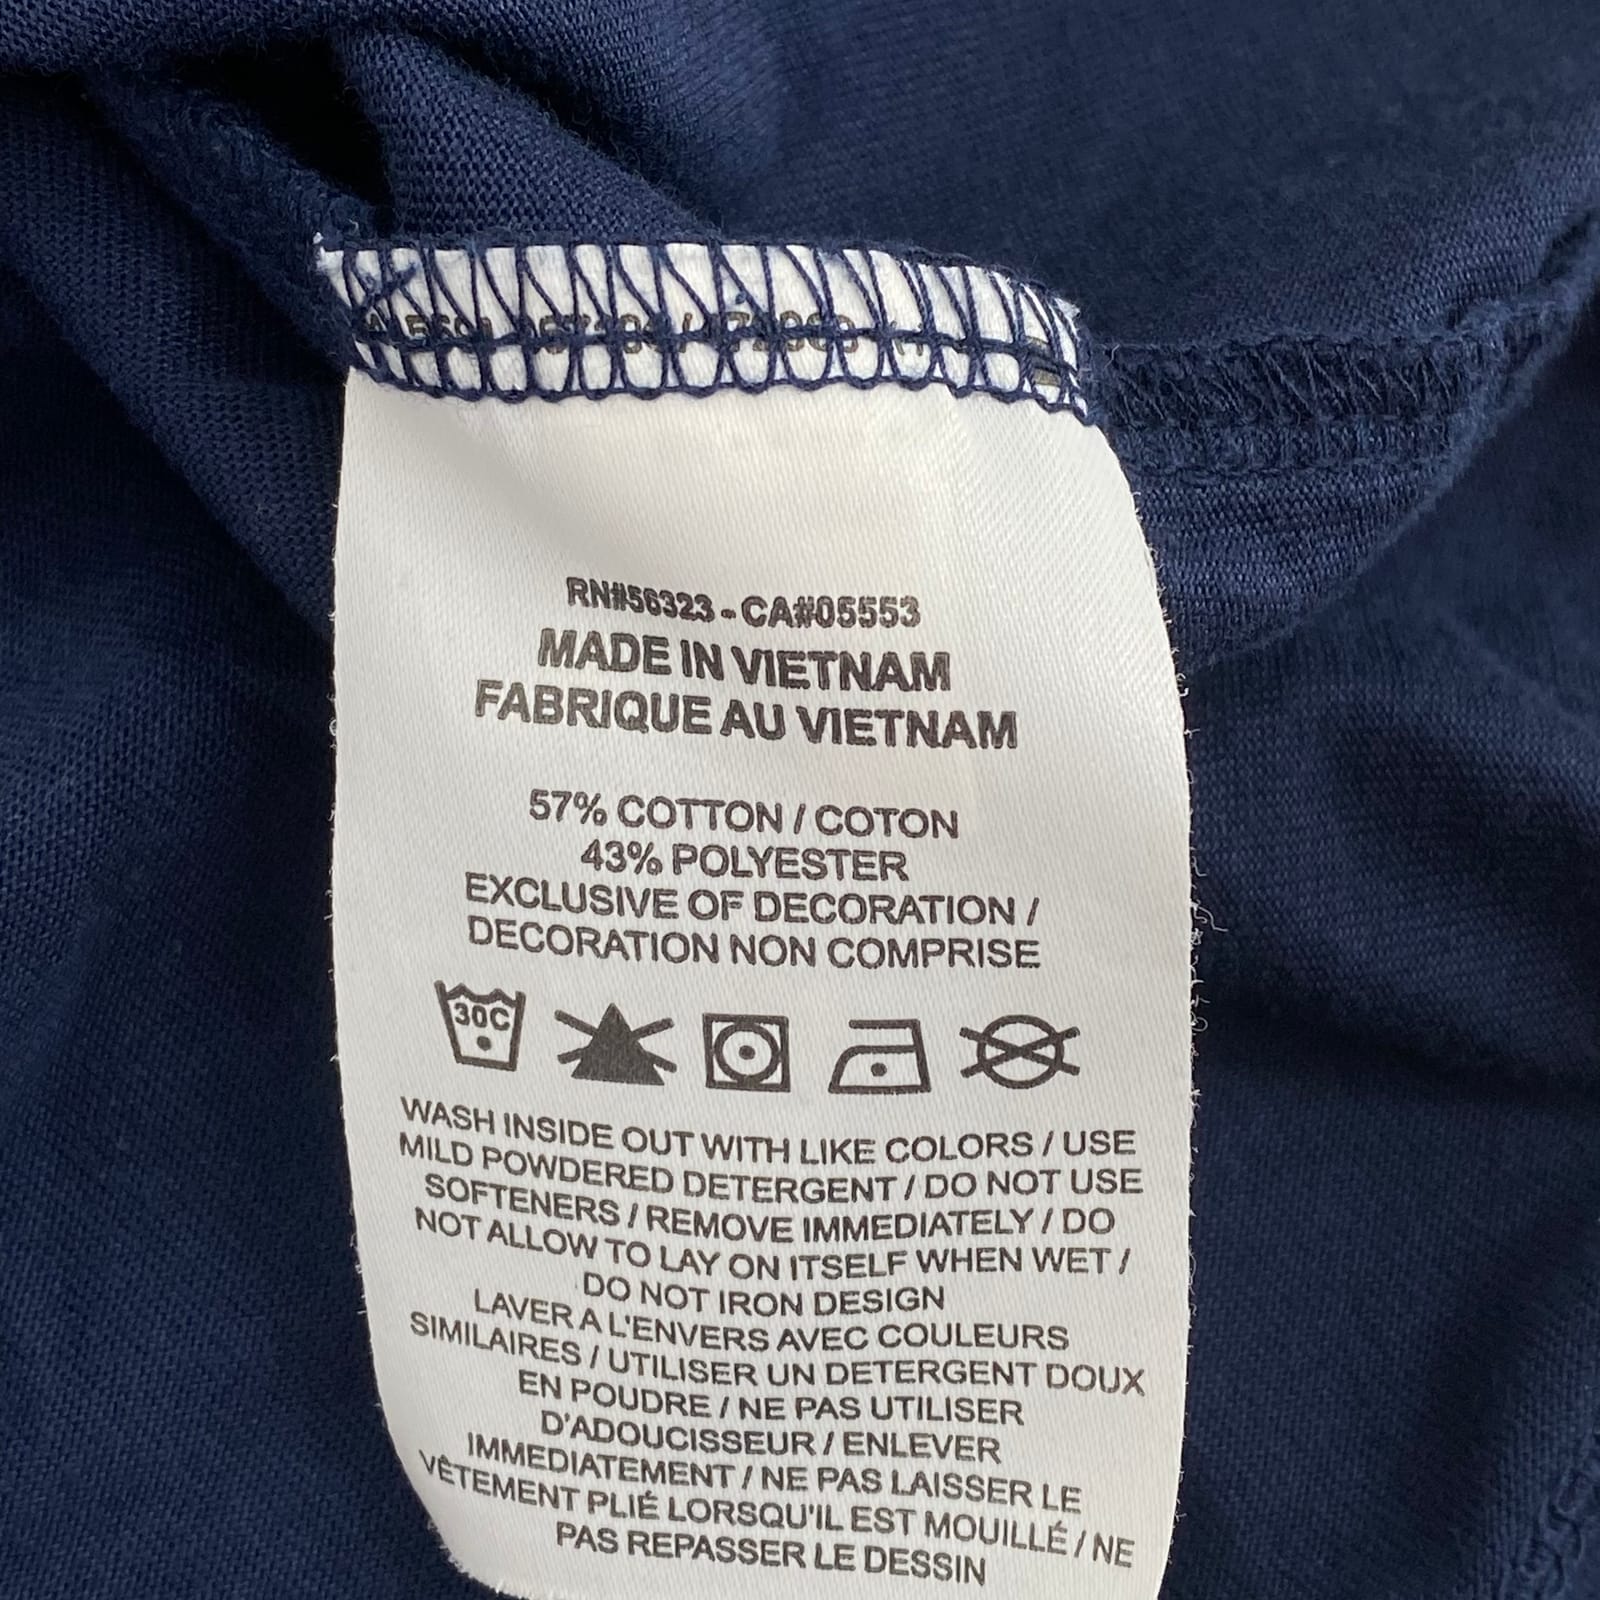 RN#56323 - CA#05553
MADE IN VIETNAM
FABRIQUE AU VIETNAM
57% COTTON / COTON
43% POLYESTER
EXCLUSIVE OF DECORATION /
DECORATION NON COMPRISE
30C
WASH INSIDE OUT WITH LIKE COLORS / USE
MILD POWDERED DETERGENT / DO NOT USE
SOFTENERS / REMOVE IMMEDIATELY / DO
NOT ALLOW TO LAY ON ITSELF WHEN WET /
DO NOT IRON DESIGN
LAVER A L'ENVERS AVEC COULEURS
SIMILAIRES / UTILISER UN DETERGENT DOUX
EN POUDRE / NE PAS UTILISER
D'ADOUCISSEUR / ENLEVER
IMMEDIATEMENT / NE PAS LAISSER LE
VÊTEMENT PLIÉ LORSQU'IL EST MOUILLÉ / NE
PAS REPASSER LE DESSIN